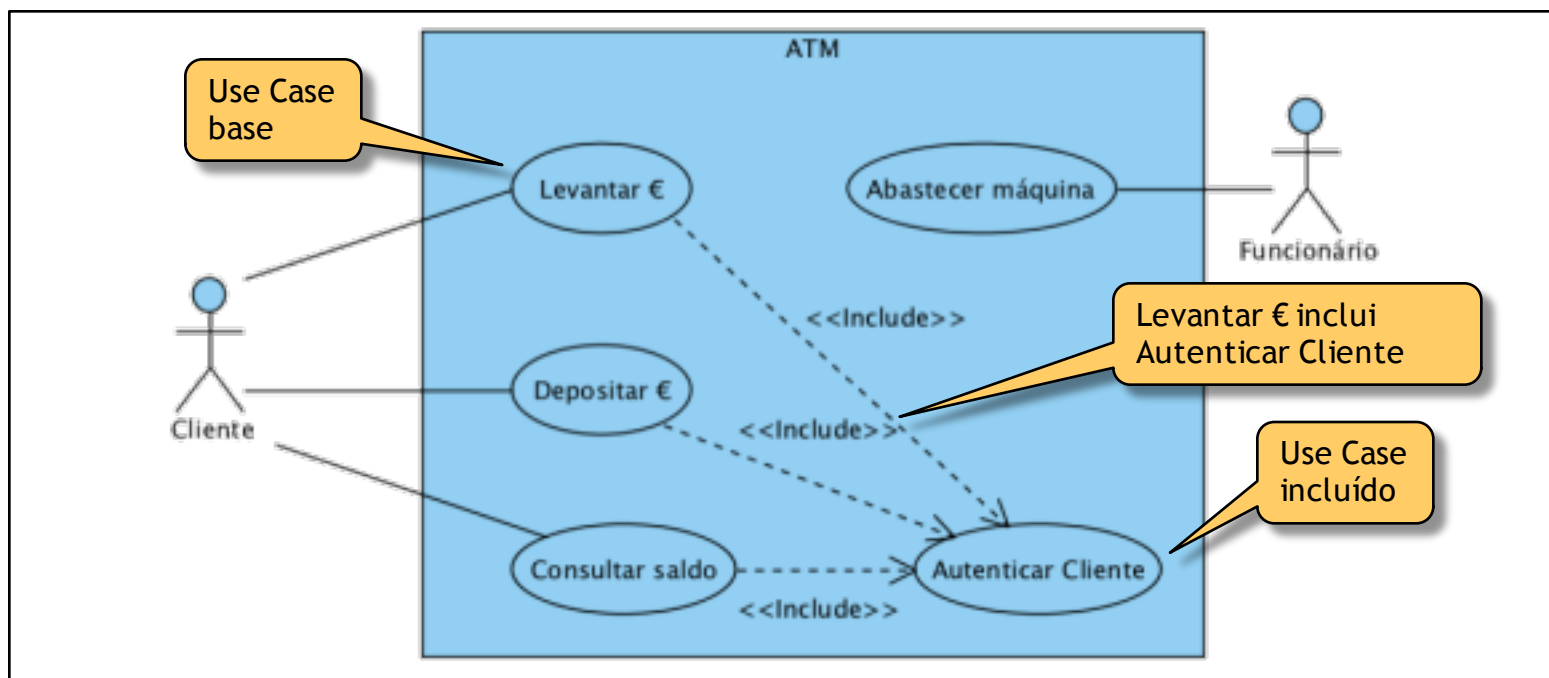 ATM
Use Case
base
Levantar €
Abastecer máquina
Funcionário
<<Include>>
Levantar € inclui
Autenticar Cliente
Depositar €
Cliente
<<Include>>
Use Case
incluído
Consultar saldo
Autenticar Cliente
<<Include>>